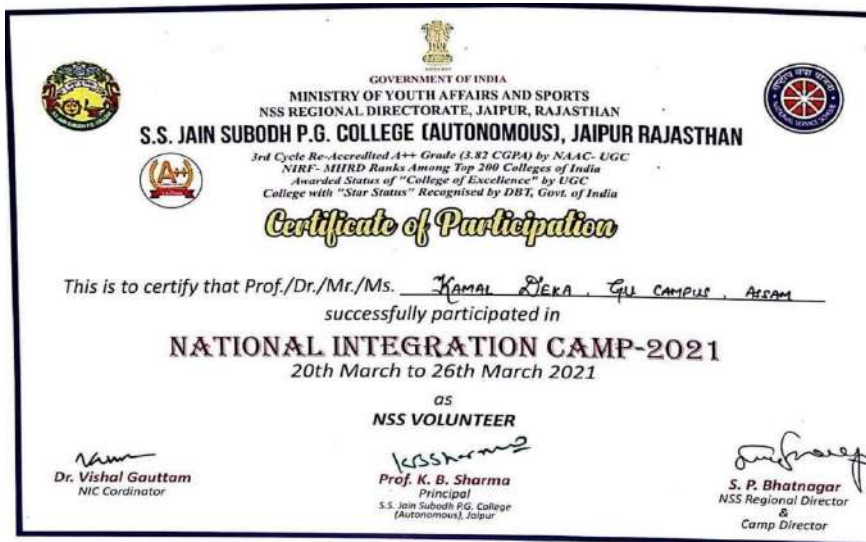 GOVERNMENT OF INDIA
MINISTRY OF YOUTH AFFAIRS AND SPORTS
NSS REGIONAL DIRECTORATE, JAIPUR, RAJASTHAN
S.S. JAIN SUBODH P.G. COLLEGE (AUTONOMOUS), JAIPUR RAJASTHAN
3rd Cycle Re-Accredited A++ Grade (3.82 CGPA) by NAAC- UGC
NIRF- MHRD Ranks Among Top 200 Colleges of India
Awarded Status of "College of Excellence" by UGC
College with "Star Status" Recognised by DBT, Govt. of India
A++
राष्ट्रीय सेवा योजना
NATIONAL SERVICE SCHEME
Certificate of Participation
This is to certify that Prof./Dr./Mr./Ms. KAMAL DEKA, GU CAMPUS, ASSAM
successfully participated in
NATIONAL INTEGRATION CAMP-2021
20th March to 26th March 2021
as
NSS VOLUNTEER
KBSharma
Dr. Vishal Gauttam
NIC Cordinator
Prof. K. B. Sharma
Principal
S.S. Jain Subodh P.G. College
(Autonomous), Jaipur
S. P. Bhatnagar
NSS Regional Director
&
Camp Director